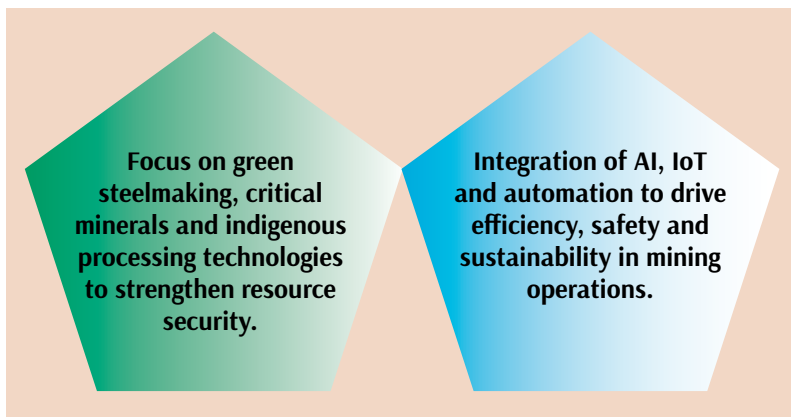 Focus on green
steelmaking, critical
minerals and indigenous
processing technologies
to strengthen resource
security.
Integration of AI, IoT
and automation to drive
efficiency, safety and
sustainability in mining
operations.